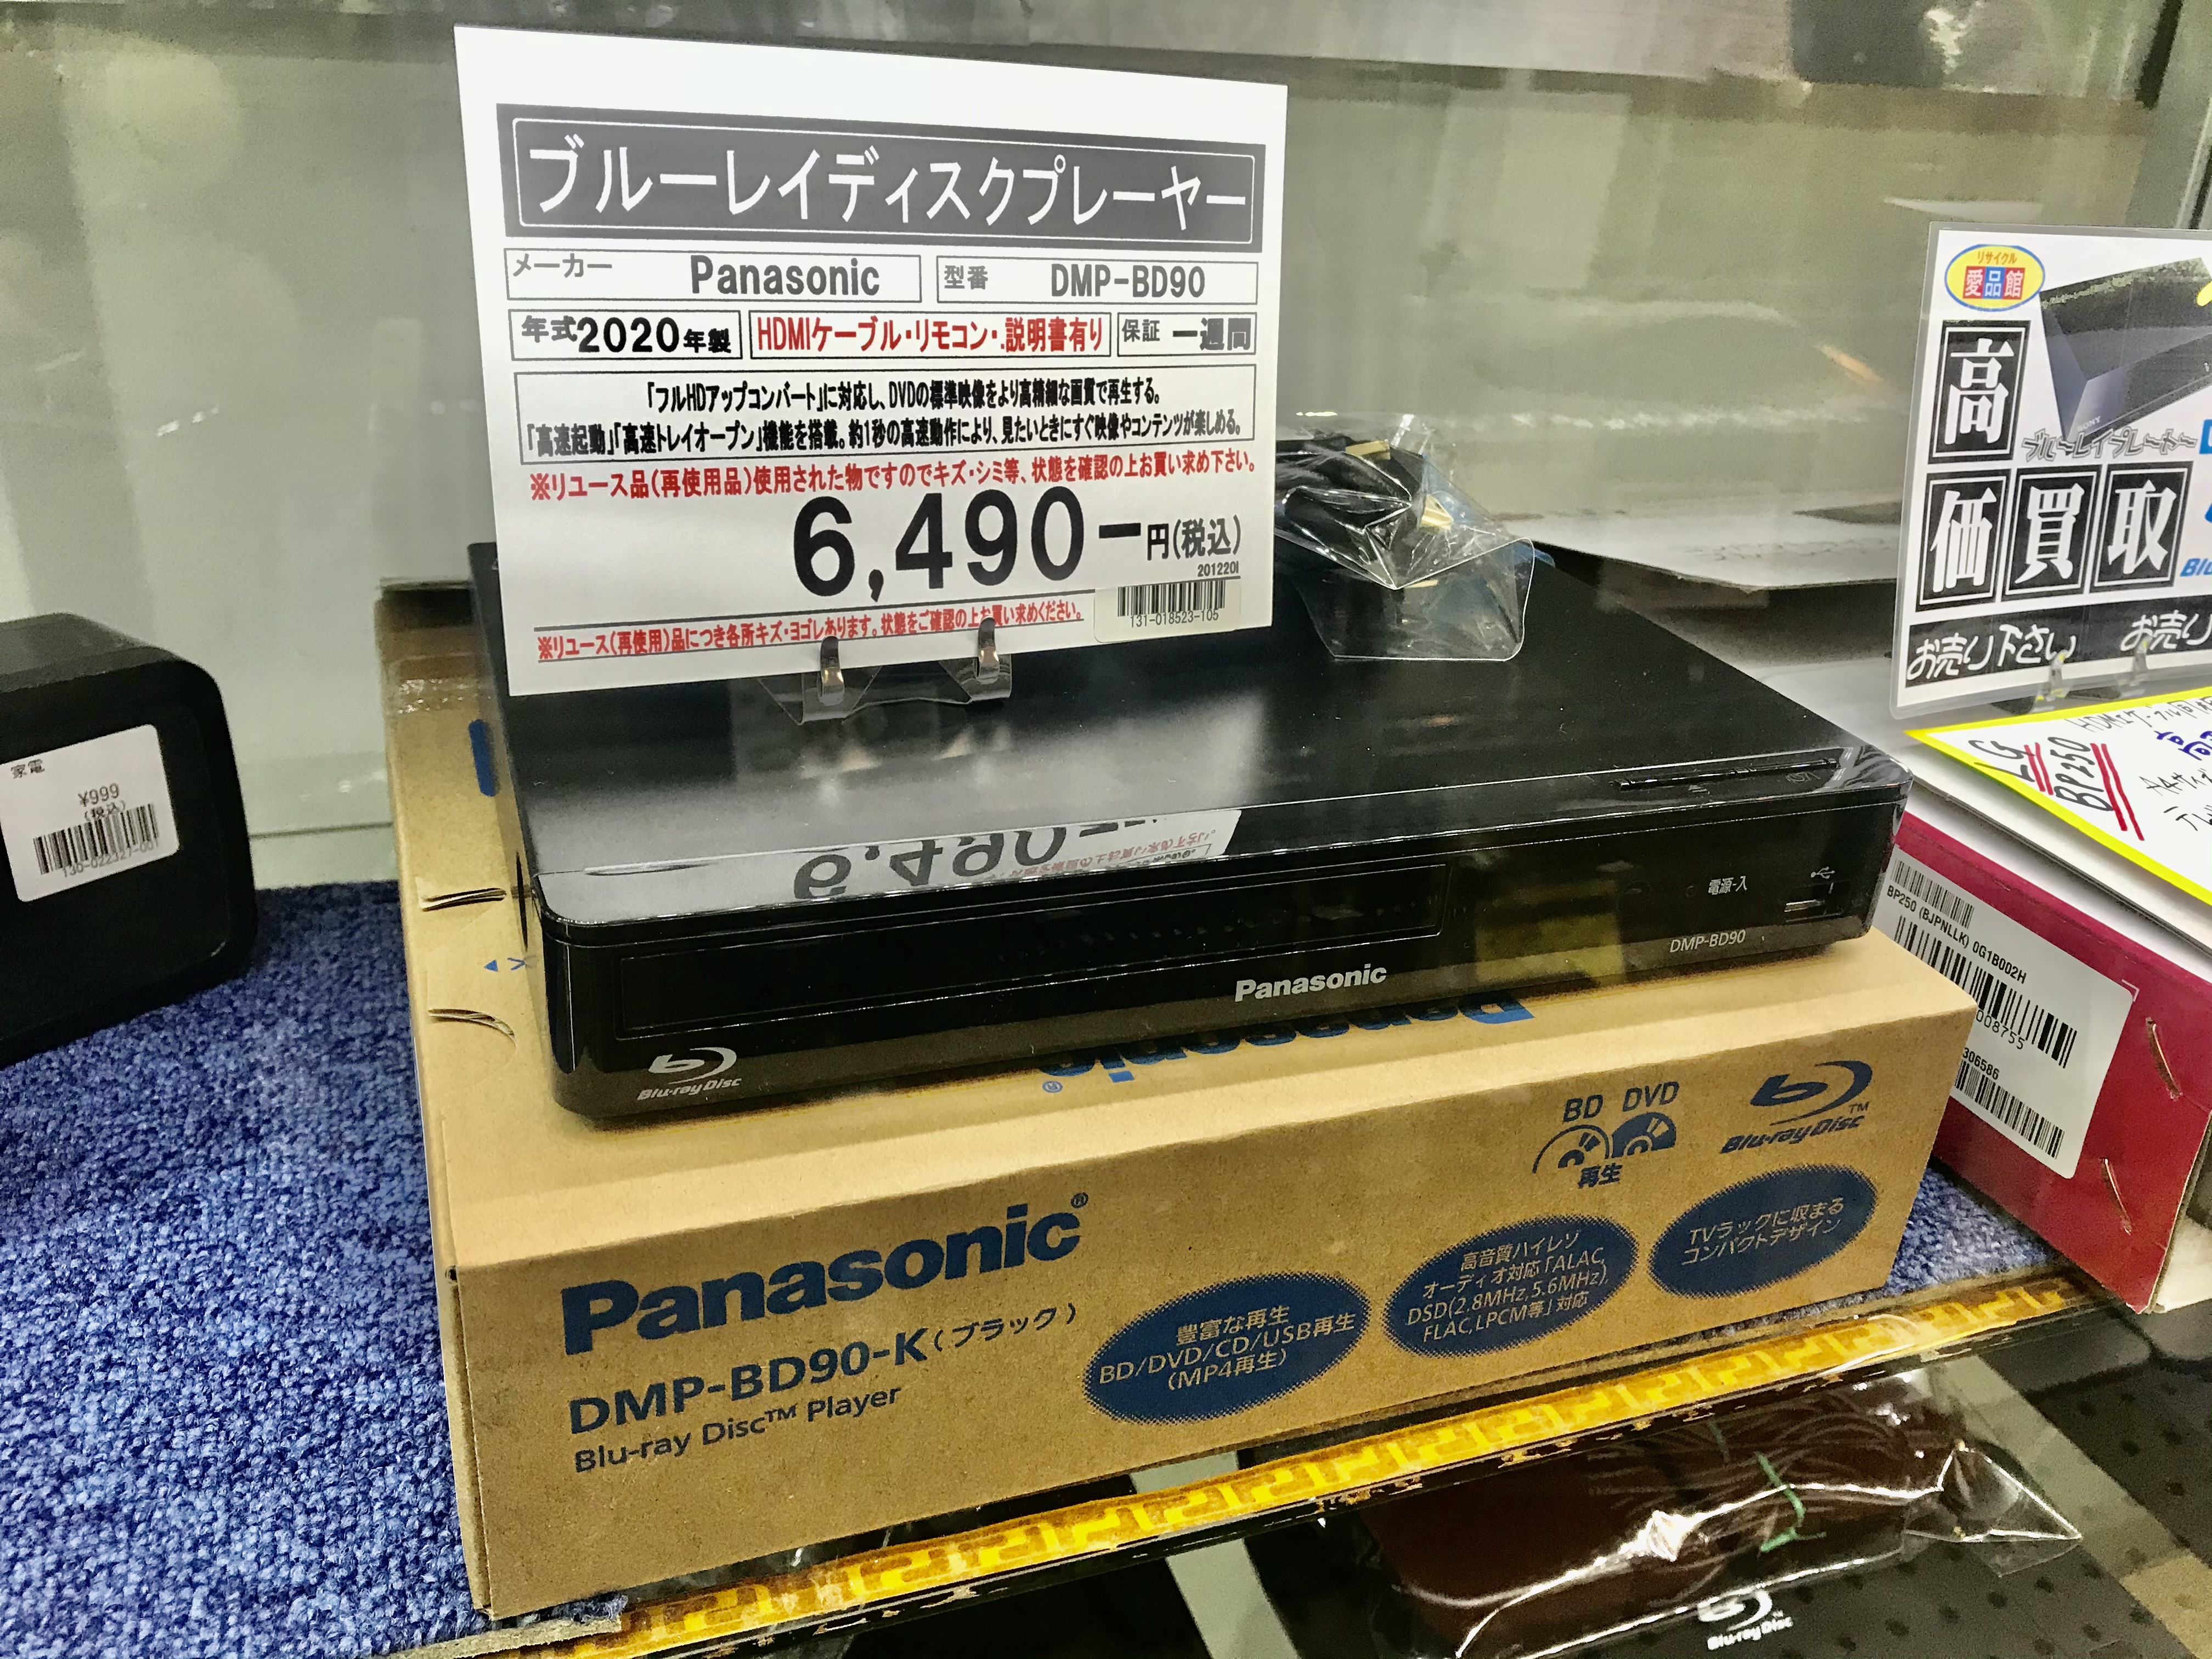 ブルーレイディスクプレーヤー
メーカー Panasonic
型番 DMP-BD90
年式2020年製
HDMIケーブル・リモコン・.説明書有り
保証 一週間
「フルHDアップコンバート」に対応し、DVDの標準映像をより高精細な画質で再生する。
「高速起動」「高速トレイオープン」機能を搭載。約1秒の高速動作により、見たいときにすぐ映像やコンテンツが楽しめる。
※リユース品(再使用品)使用された物ですのでキズ・シミ等、状態を確認の上お買い求め下さい。
6,490-円(税込)
201220I
131-018523-105
※リユース(再使用)品につき各所キズ・ヨゴレあります。状態をご確認の上お買い求めください。
リサイクル
愛品館
高
ブルーレイプレーヤー
価買取
お売り下さい
お売り
LG
BP250
家電
¥999
(税込)
130-022327-001
電源-入
DMP-BD90
Panasonic
Blu-ray Disc
Panasonic
BP250 (BJPNLLK) 0G1B002H
008755
306586
BD DVD
再生
Blu-ray Disc™
Panasonic®
DMP-BD90-K(ブラック)
Blu-ray Disc™ Player
豊富な再生
BD/DVD/CD/USB再生
(MP4再生)
高音質ハイレゾ
オーディオ対応「ALAC,
DSD(2.8MHz,5.6MHz),
FLAC,LPCM等」対応
TVラックに収まる
コンパクトデザイン
Blu-ray Disc